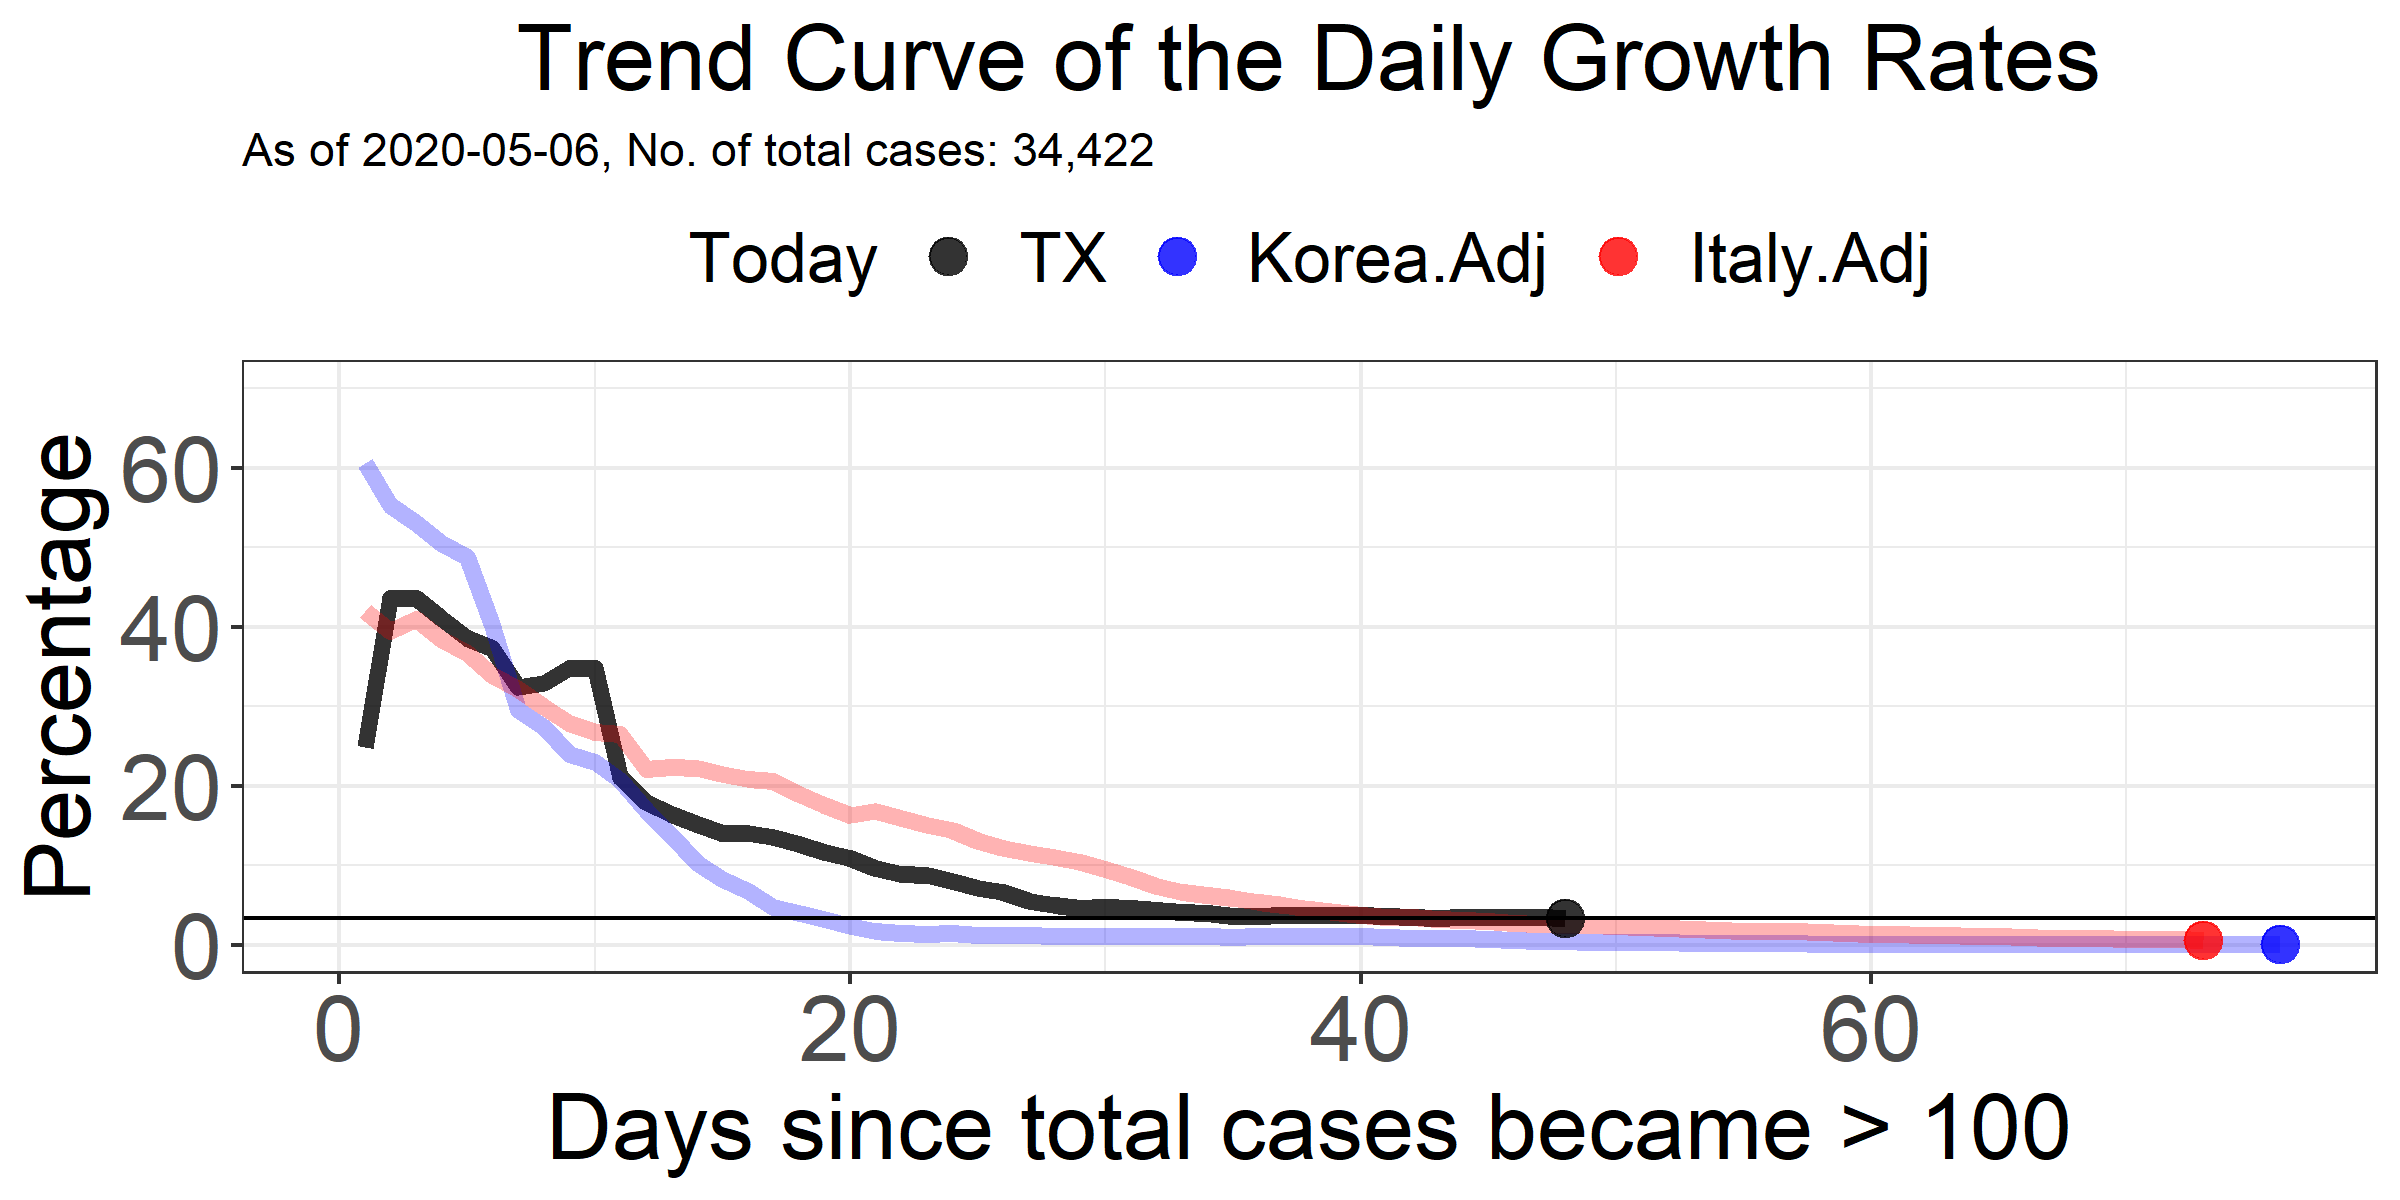 Trend Curve of the Daily Growth Rates
As of 2020-05-06, No. of total cases: 34,422
Today TX Korea.Adj Italy.Adj
Percentage
60
40
20
0
0 20 40 60
Days since total cases became > 100